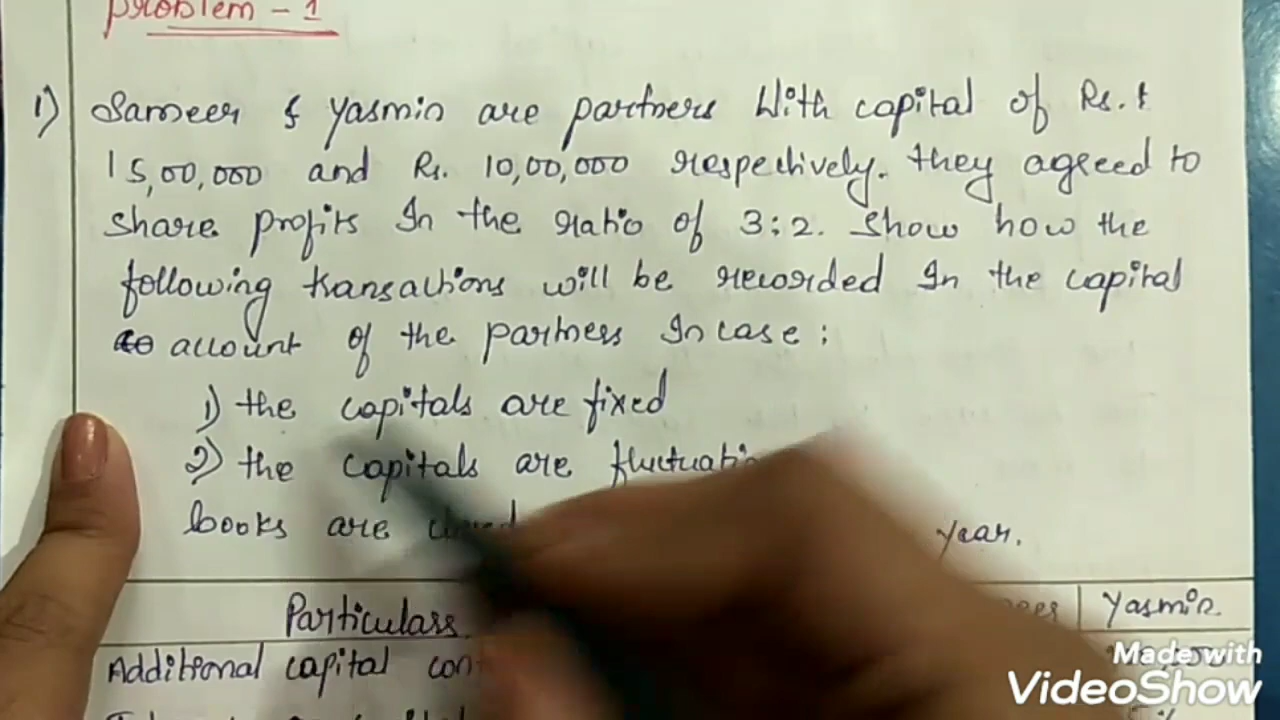 Problem - 1
1) Sameer & Yasmin are partners With capital of Rs.
15,00,000 and Rs. 10,00,000 respectively. they agreed to
share profits In the ratio of 3:2. Show how the
following transactions will be recorded In the capital
account of the partners Incase :
1) the capitals are fixed
2) the capitals are
books are year.
Particulars Yasmin.
Additional capital
Made with
VideoShow